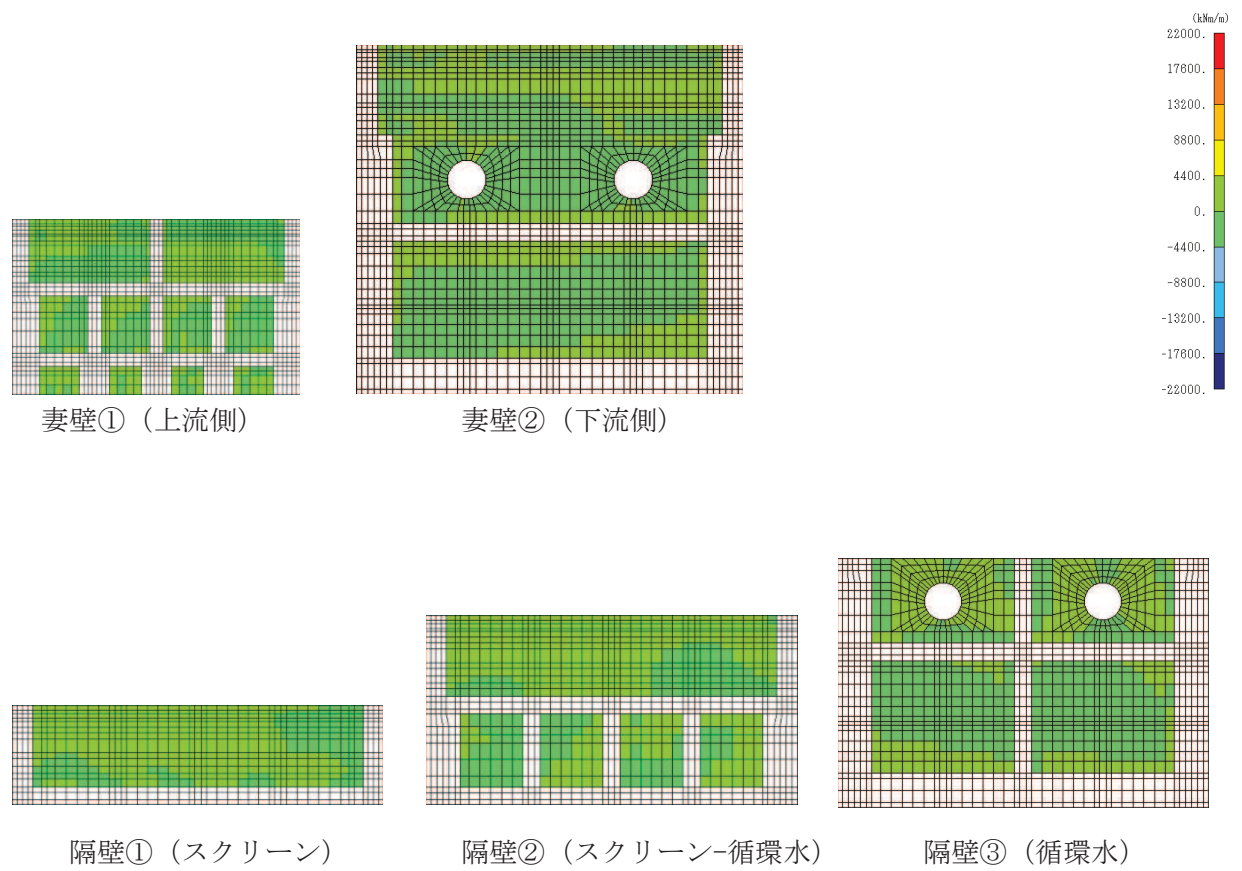 (kNm/m)
22000.
17600.
13200.
8800.
4400.
0.
-4400.
-8800.
-13200.
-17600.
-22000.
妻壁①（上流側）
妻壁②（下流側）
隔壁①（スクリーン）
隔壁②（スクリーン−循環水）
隔壁③（循環水）